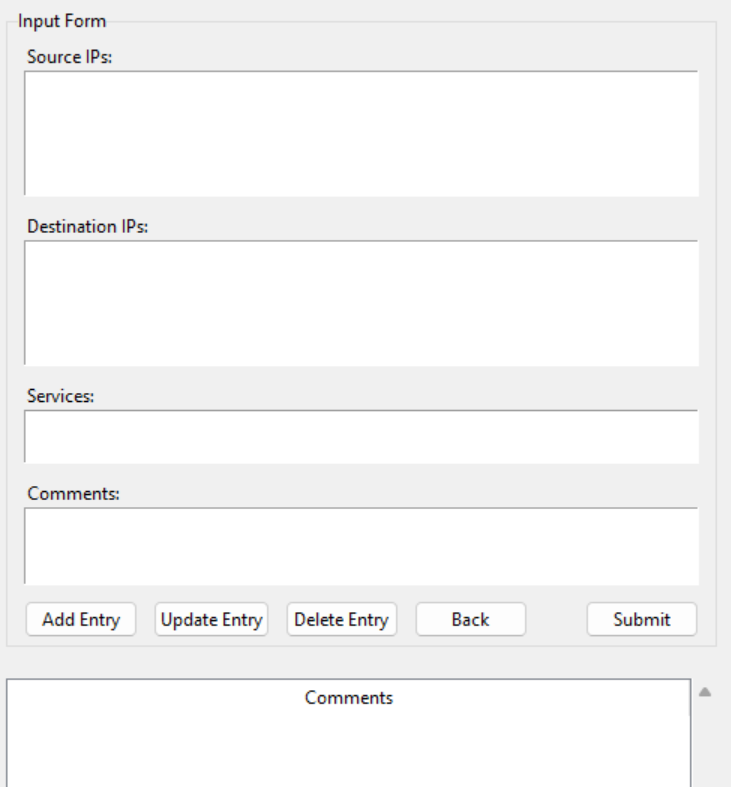 Input Form
Source IPs:
Destination IPs:
Services:
Comments:
Add Entry Update Entry Delete Entry Back Submit
Comments